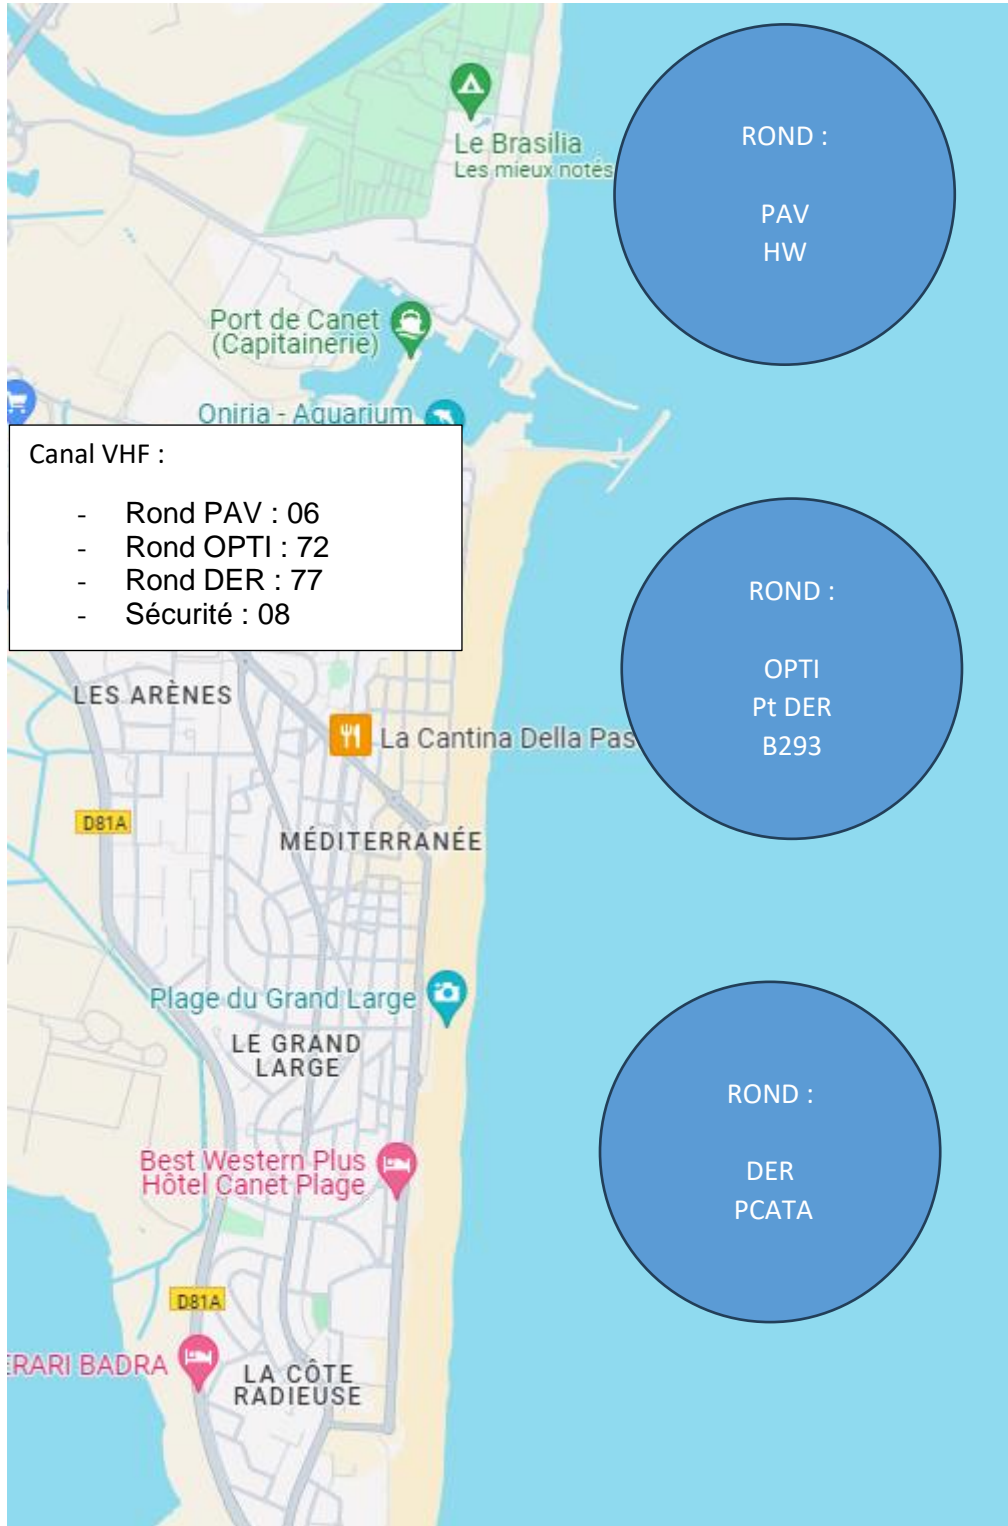 Le Brasilia
Les mieux notés
ROND :
PAV
HW
Port de Canet
(Capitainerie)
Oniria - Aquarium
Canal VHF :
- Rond PAV : 06
- Rond OPTI : 72
- Rond DER : 77
- Sécurité : 08
ROND :
OPTI
Pt DER
B293
LES ARÈNES
La Cantina Della Pas
D81A
MÉDITERRANÉE
Plage du Grand Large
LE GRAND
LARGE
ROND :
DER
PCATA
Best Western Plus
Hôtel Canet Plage
D81A
ERARI BADRA
LA CÔTE
RADIEUSE